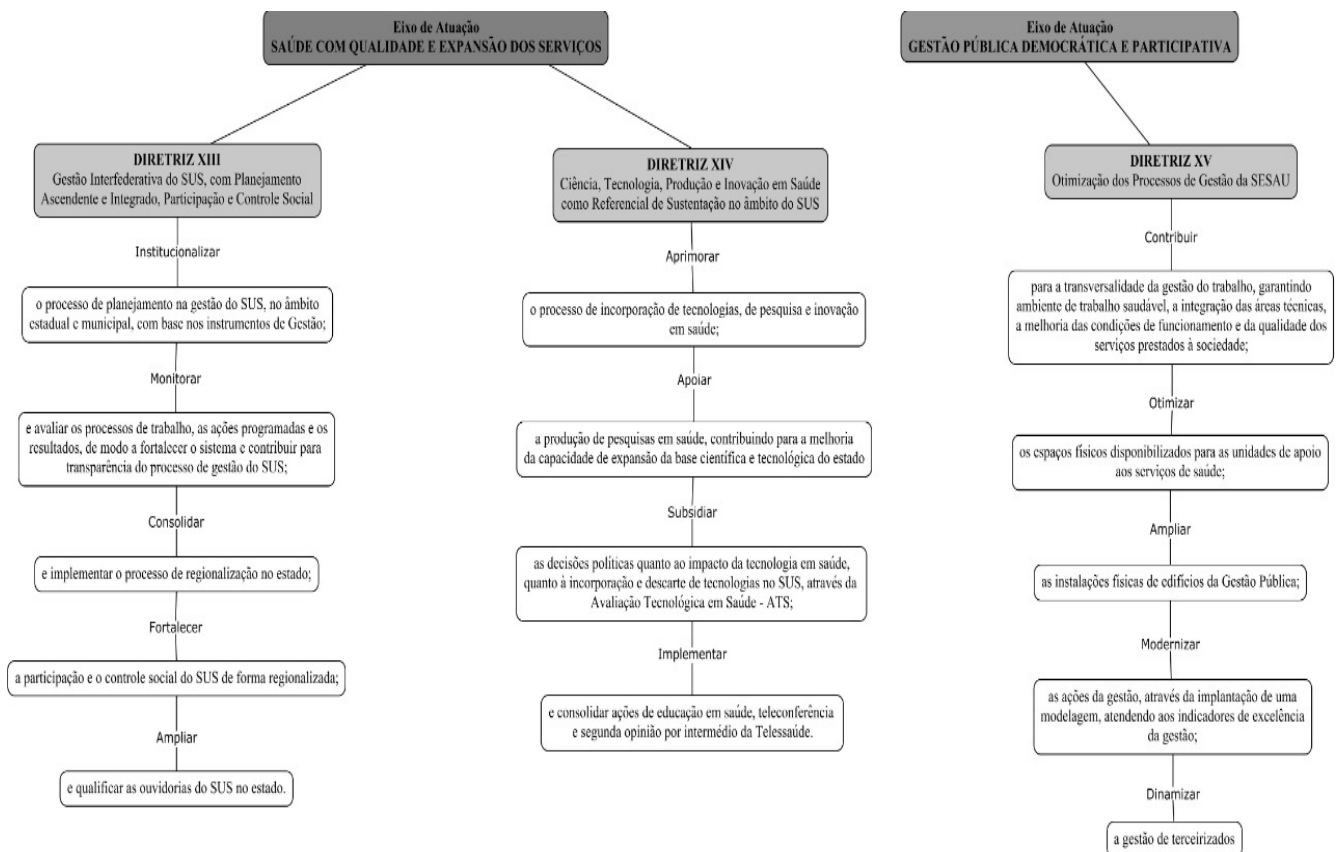 Eixo de Atuação
SAÚDE COM QUALIDADE E EXPANSÃO DOS SERVIÇOS
DIRETRIZ XIII
Gestão Interfederativa do SUS, com Planejamento
Ascendente e Integrado, Participação e Controle Social
Institucionalizar
o processo de planejamento na gestão do SUS, no âmbito
estadual e municipal, com base nos instrumentos de Gestão;
Monitorar
e avaliar os processos de trabalho, as ações programadas e os
resultados, de modo a fortalecer o sistema e contribuir para
transparência do processo de gestão do SUS;
Consolidar
e implementar o processo de regionalização no estado;
Fortalecer
a participação e o controle social do SUS de forma regionalizada;
Ampliar
e qualificar as ouvidorias do SUS no estado.
DIRETRIZ XIV
Ciência, Tecnologia, Produção e Inovação em Saúde
como Referencial de Sustentação no âmbito do SUS
Aprimorar
o processo de incorporação de tecnologias, de pesquisa e inovação
em saúde;
Apoiar
a produção de pesquisas em saúde, contribuindo para a melhoria
da capacidade de expansão da base científica e tecnológica do estado
Subsidiar
as decisões políticas quanto ao impacto da tecnologia em saúde,
quanto à incorporação e descarte de tecnologias no SUS, através da
Avaliação Tecnológica em Saúde - ATS;
Implementar
e consolidar ações de educação em saúde, teleconferência
e segunda opinião por intermédio da Telessaúde.
Eixo de Atuação
GESTÃO PÚBLICA DEMOCRÁTICA E PARTICIPATIVA
DIRETRIZ XV
Otimização dos Processos de Gestão da SESAU
Contribuir
para a transversalidade da gestão do trabalho, garantindo
ambiente de trabalho saudável, a integração das áreas técnicas,
a melhoria das condições de funcionamento e da qualidade dos
serviços prestados à sociedade;
Otimizar
os espaços físicos disponibilizados para as unidades de apoio
aos serviços de saúde;
Ampliar
as instalações físicas de edifícios da Gestão Pública;
Modernizar
as ações da gestão, através da implantação de uma
modelagem, atendendo aos indicadores de excelência
da gestão;
Dinamizar
a gestão de terceirizados